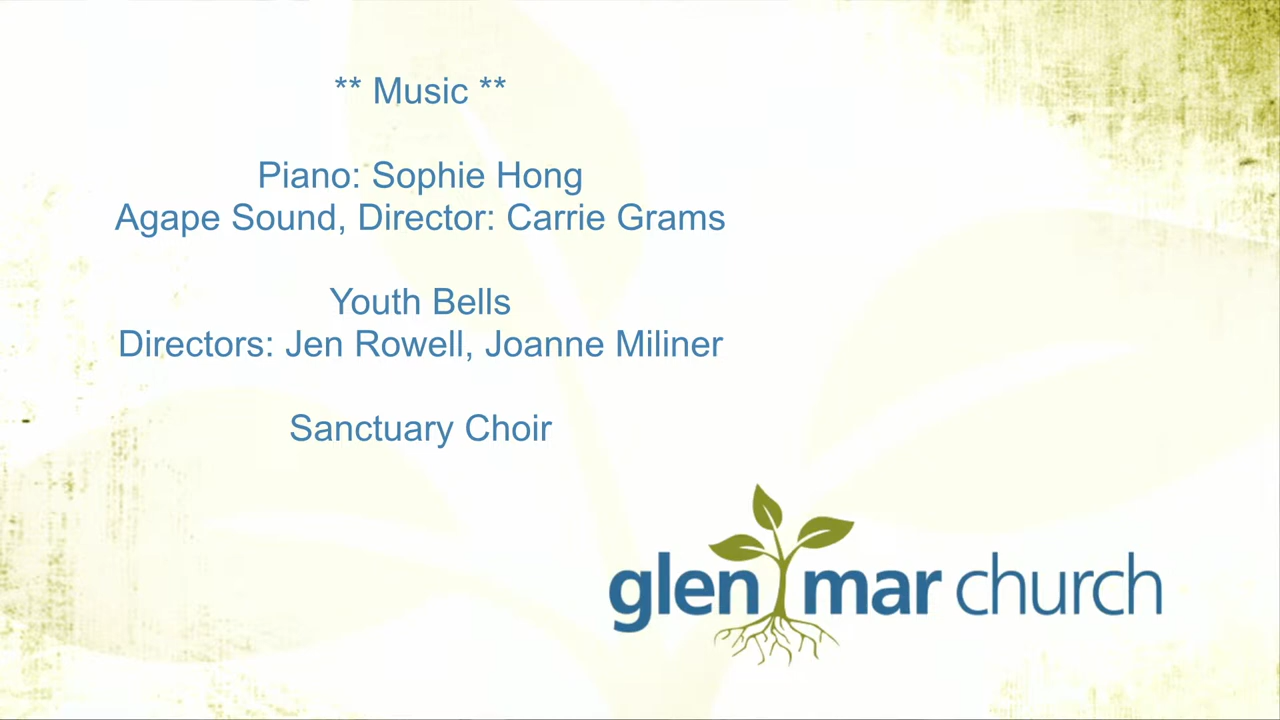 ** Music **
Piano: Sophie Hong
Agape Sound, Director: Carrie Grams
Youth Bells
Directors: Jen Rowell, Joanne Miliner
Sanctuary Choir
glen mar church